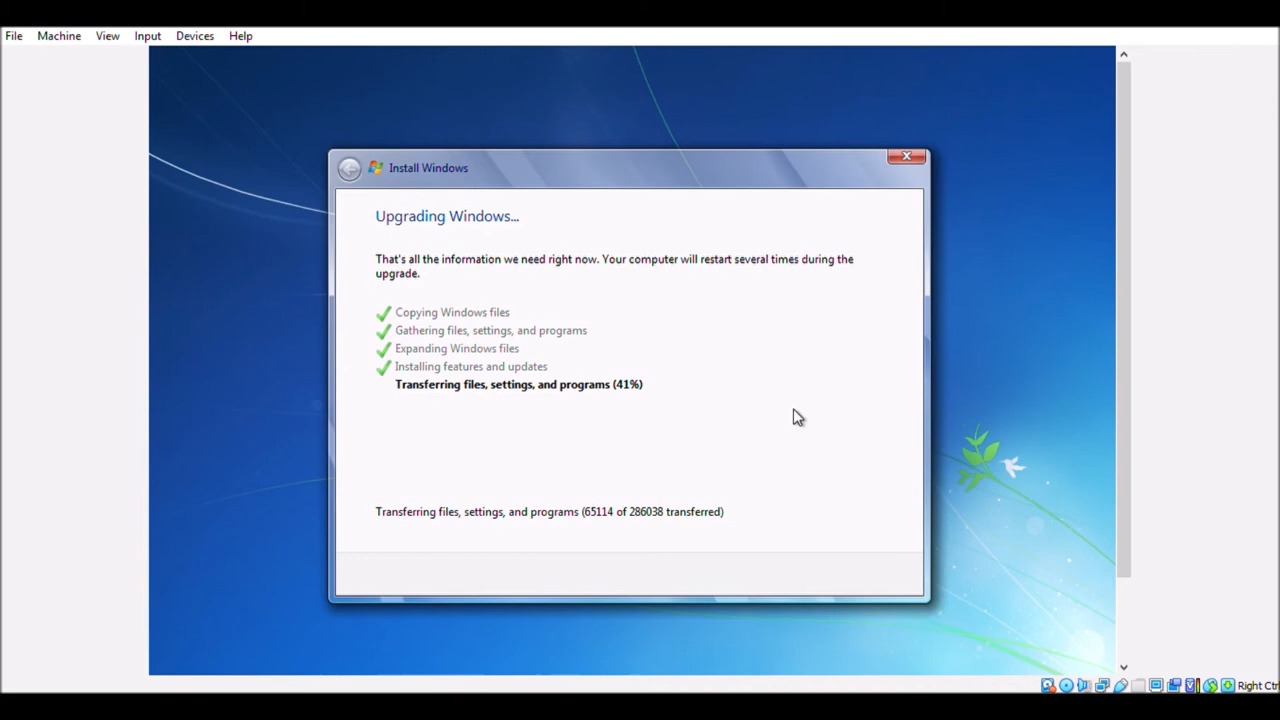 File Machine View Input Devices Help
Install Windows
Upgrading Windows...
That's all the information we need right now. Your computer will restart several times during the
upgrade.
Copying Windows files
Gathering files, settings, and programs
Expanding Windows files
Installing features and updates
Transferring files, settings, and programs (41%)
Transferring files, settings, and programs (65114 of 286038 transferred)
Right Ctr